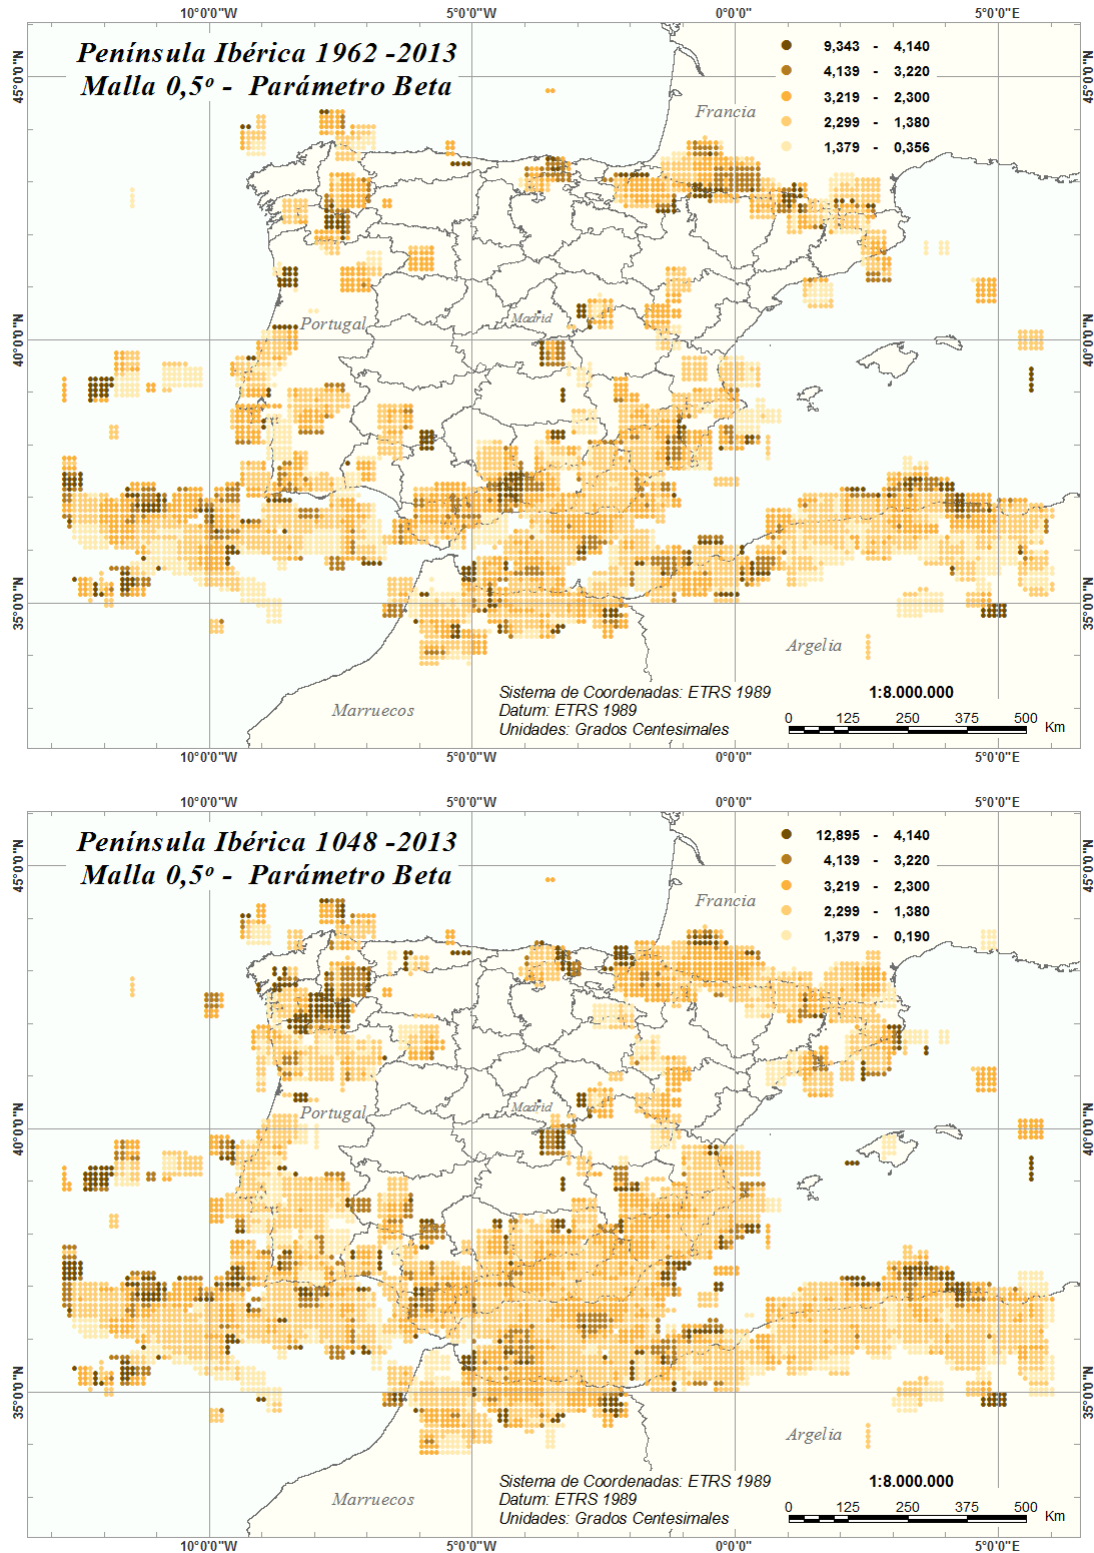 10°0'0"W 5°0'0"W 0°0'0" 5°0'0"E
Península Ibérica 1962 -2013
Malla 0,5º - Parámetro Beta
9,343 - 4,140
4,139 - 3,220
3,219 - 2,300
2,299 - 1,380
1,379 - 0,356
45°0'0"N
45°0'0"N
Francia
Portugal
Madrid
40°0'0"N
40°0'0"N
35°0'0"N
35°0'0"N
Argelia
Marruecos
Sistema de Coordenadas: ETRS 1989
Datum: ETRS 1989
Unidades: Grados Centesimales
1:8.000.000
0 125 250 375 500
Km
10°0'0"W 5°0'0"W 0°0'0" 5°0'0"E
10°0'0"W 5°0'0"W 0°0'0" 5°0'0"E
Península Ibérica 1048 -2013
Malla 0,5º - Parámetro Beta
12,895 - 4,140
4,139 - 3,220
3,219 - 2,300
2,299 - 1,380
1,379 - 0,190
45°0'0"N
45°0'0"N
Francia
Portugal
Madrid
40°0'0"N
40°0'0"N
35°0'0"N
35°0'0"N
Argelia
Marruecos
Sistema de Coordenadas: ETRS 1989
Datum: ETRS 1989
Unidades: Grados Centesimales
1:8.000.000
0 125 250 375 500
Km
10°0'0"W 5°0'0"W 0°0'0" 5°0'0"E